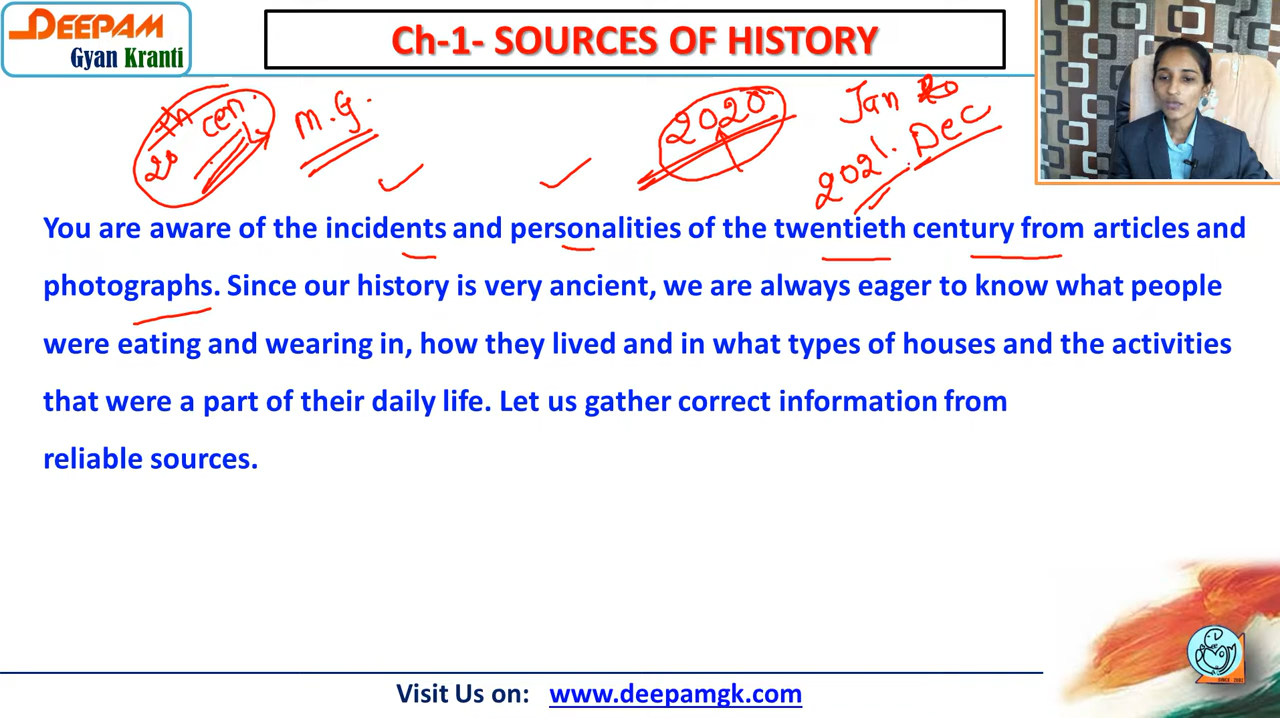 DEEPAM
Gyan Kranti
Ch-1- SOURCES OF HISTORY
20th cen.
M.G.
2020
Jan to
2021. Dec
You are aware of the incidents and personalities of the twentieth century from articles and
photographs. Since our history is very ancient, we are always eager to know what people
were eating and wearing in, how they lived and in what types of houses and the activities
that were a part of their daily life. Let us gather correct information from
reliable sources.
SINCE 1981
Visit Us on: www.deepamgk.com